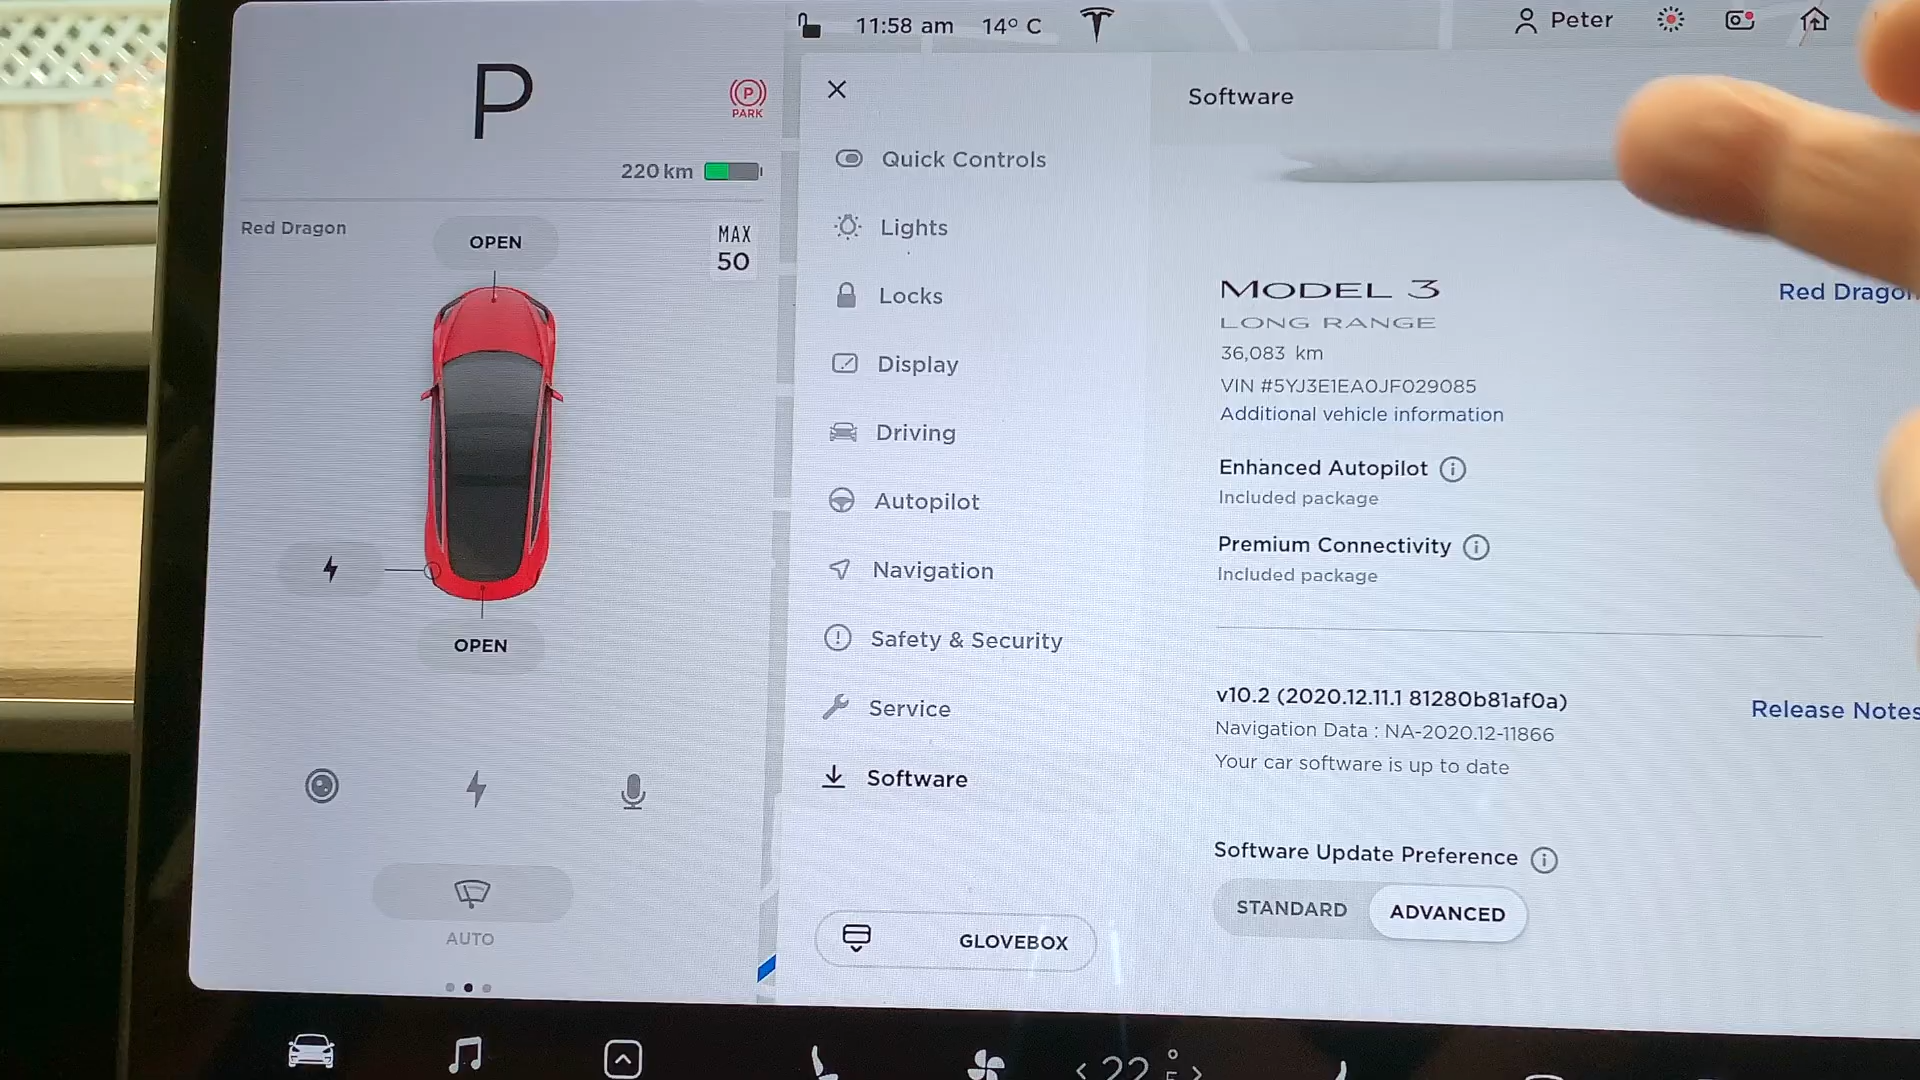 11:58 am 14° C
Peter
P
PARK
220 km
Red Dragon
OPEN
MAX
50
OPEN
AUTO
Software
Quick Controls
Lights
Locks
Display
Driving
Autopilot
Navigation
Safety & Security
Service
Software
GLOVEBOX
MODEL 3
LONG RANGE
Red Dragon
36,083 km
VIN #5YJ3E1EA0JF029085
Additional vehicle information
Enhanced Autopilot
Included package
Premium Connectivity
Included package
v10.2 (2020.12.11.1 81280b81af0a)
Release Notes
Navigation Data : NA-2020.12-11866
Your car software is up to date
Software Update Preference
STANDARD
ADVANCED
22°